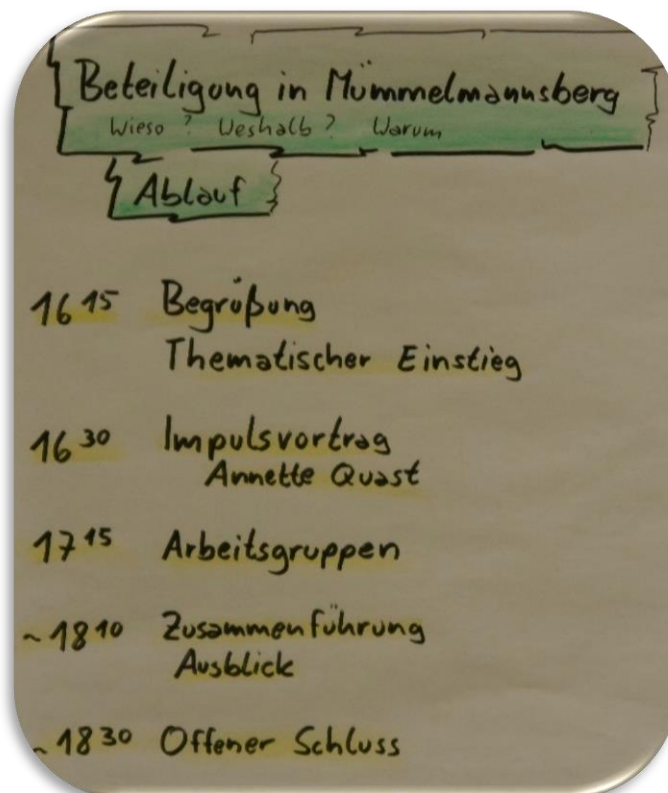 Beteiligung in Mümmelmannsberg
Wieso? Weshalb? Warum
Ablauf
16 15 Begrüßung
Thematischer Einstieg
16 30 Impulsvortrag
Annette Quast
17 15 Arbeitsgruppen
~ 18 10 Zusammenführung
Ausblick
~ 18 30 Offener Schluss